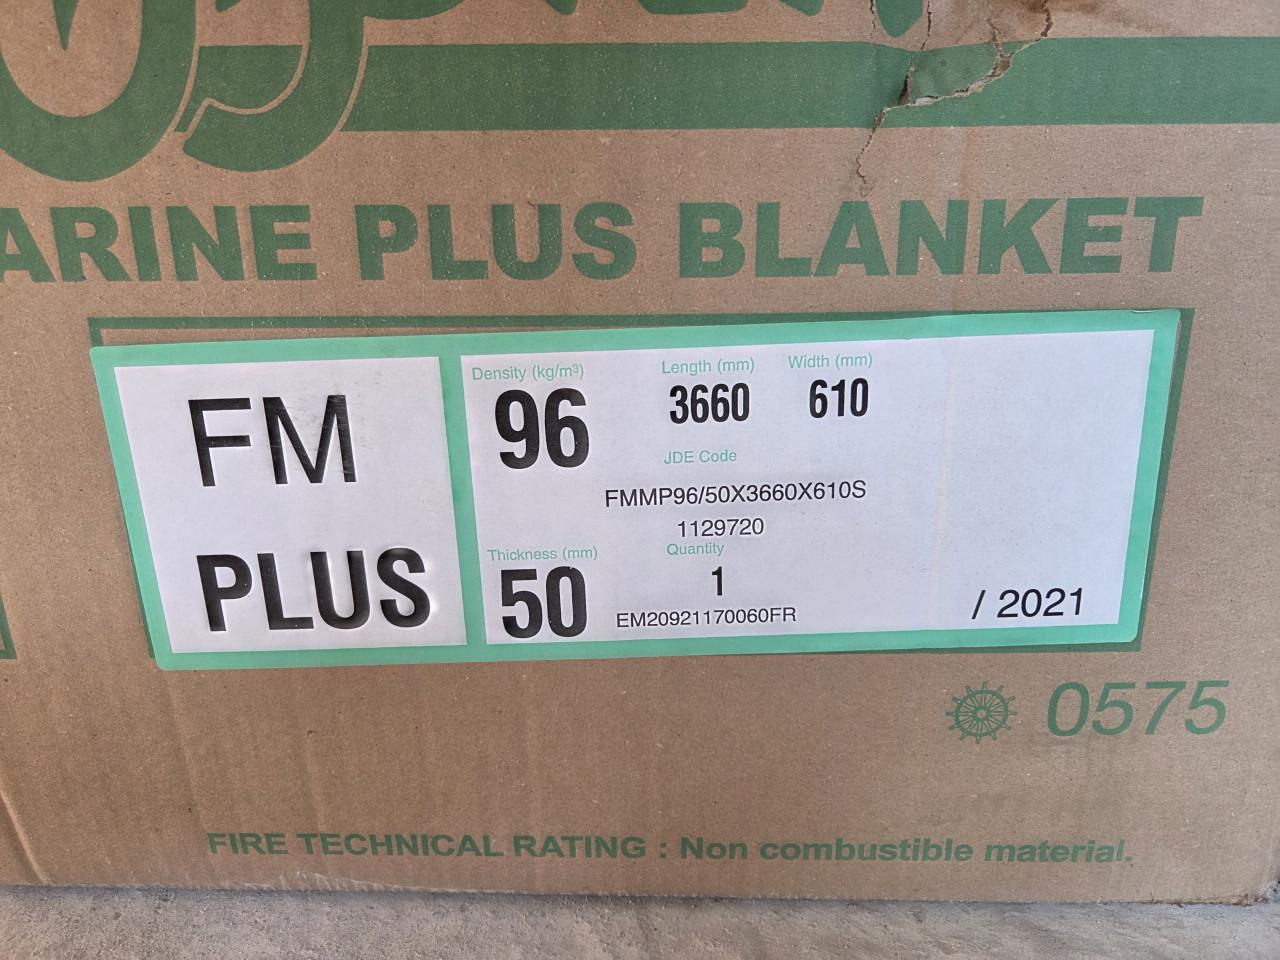 ARINE PLUS BLANKET
FM
PLUS
Density (kg/m³)
96
Length (mm)
3660
Width (mm)
610
JDE Code
FMMP96/50X3660X610S
1129720
Thickness (mm)
50
Quantity
1
EM20921170060FR
/ 2021
0575
FIRE TECHNICAL RATING : Non combustible material.